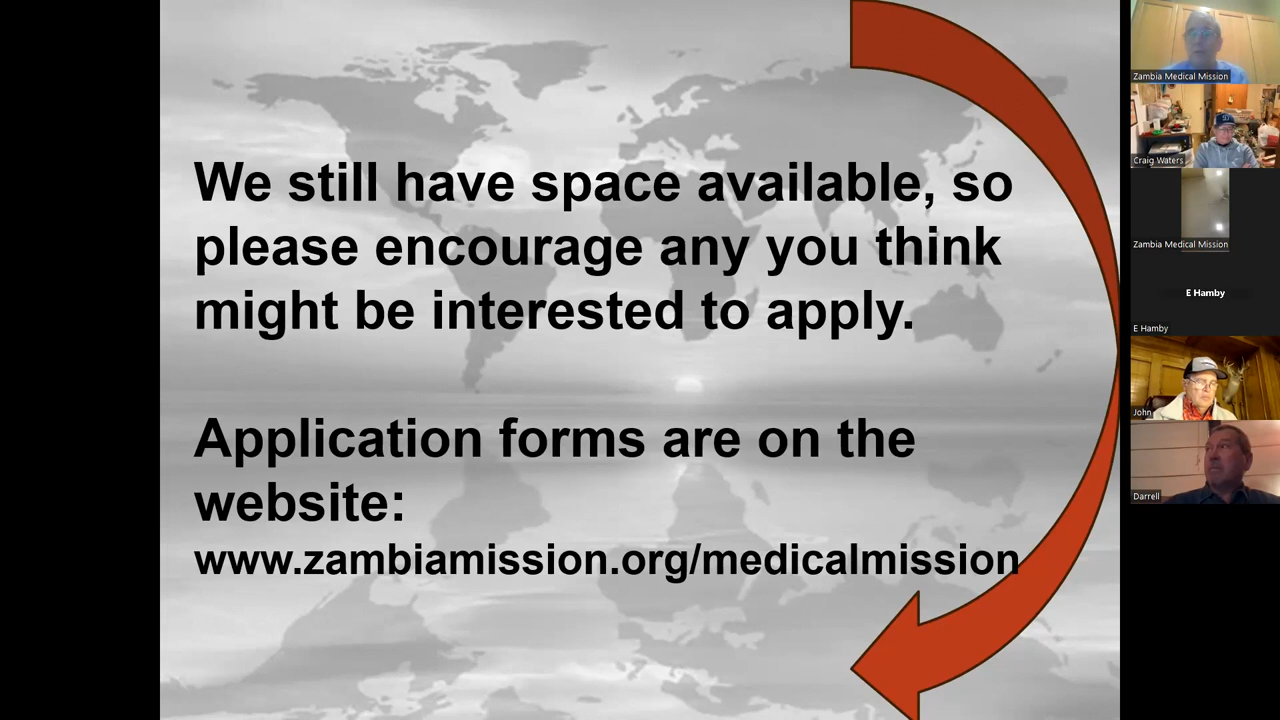 We still have space available, so
please encourage any you think
might be interested to apply.
Application forms are on the
website:
www.zambiamission.org/medicalmission
Zambia Medical Mission
Craig Waters
Zambia Medical Mission
E Hamby
E Hamby
John
Darrell